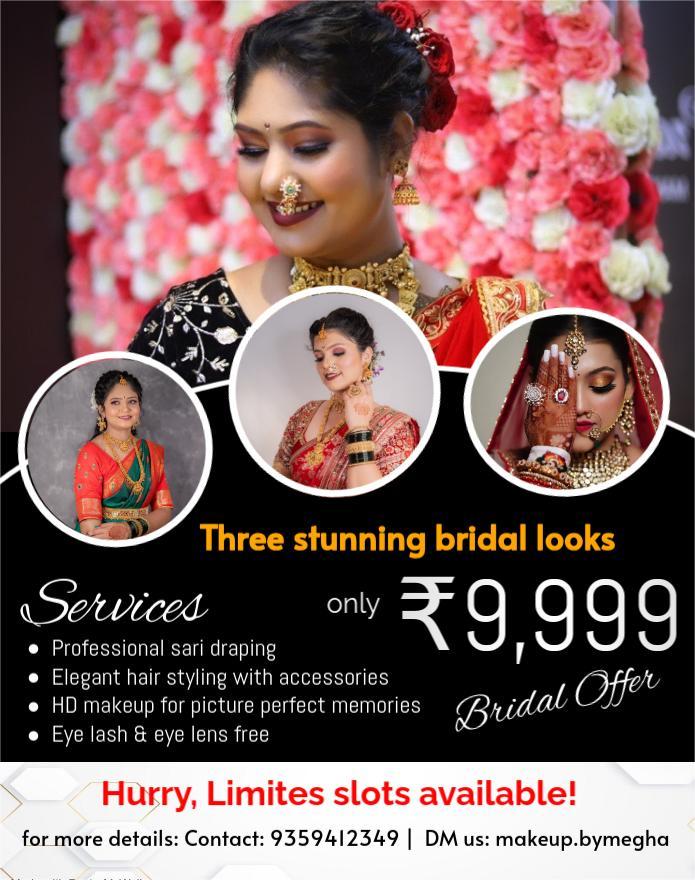 Three stunning bridal looks
Services
only ₹9,999
Professional sari draping
Elegant hair styling with accessories
HD makeup for picture perfect memories
Eye lash & eye lens free
Bridal Offer
Hurry, Limites slots available!
for more details: Contact: 9359412349 | DM us: makeup.bymegha